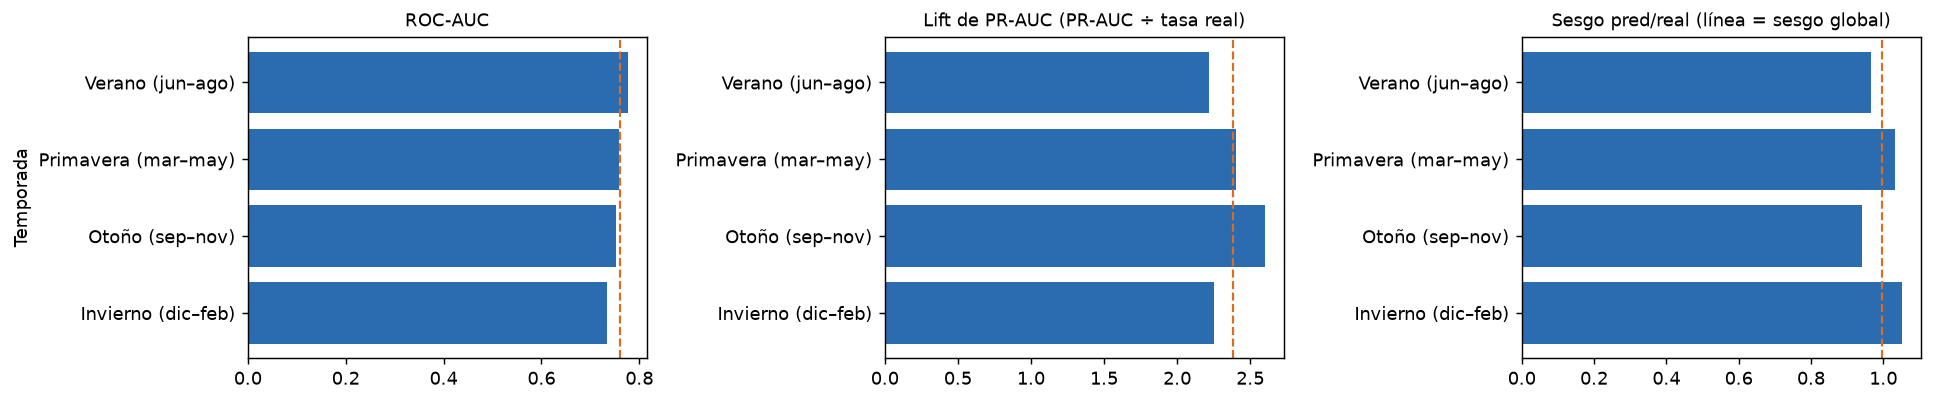 ROC-AUC
Temporada
Verano (jun–ago)
Primavera (mar–may)
Otoño (sep–nov)
Invierno (dic–feb)
0.0 0.2 0.4 0.6 0.8
Lift de PR-AUC (PR-AUC ÷ tasa real)
Verano (jun–ago)
Primavera (mar–may)
Otoño (sep–nov)
Invierno (dic–feb)
0.0 0.5 1.0 1.5 2.0 2.5
Sesgo pred/real (línea = sesgo global)
Verano (jun–ago)
Primavera (mar–may)
Otoño (sep–nov)
Invierno (dic–feb)
0.0 0.2 0.4 0.6 0.8 1.0